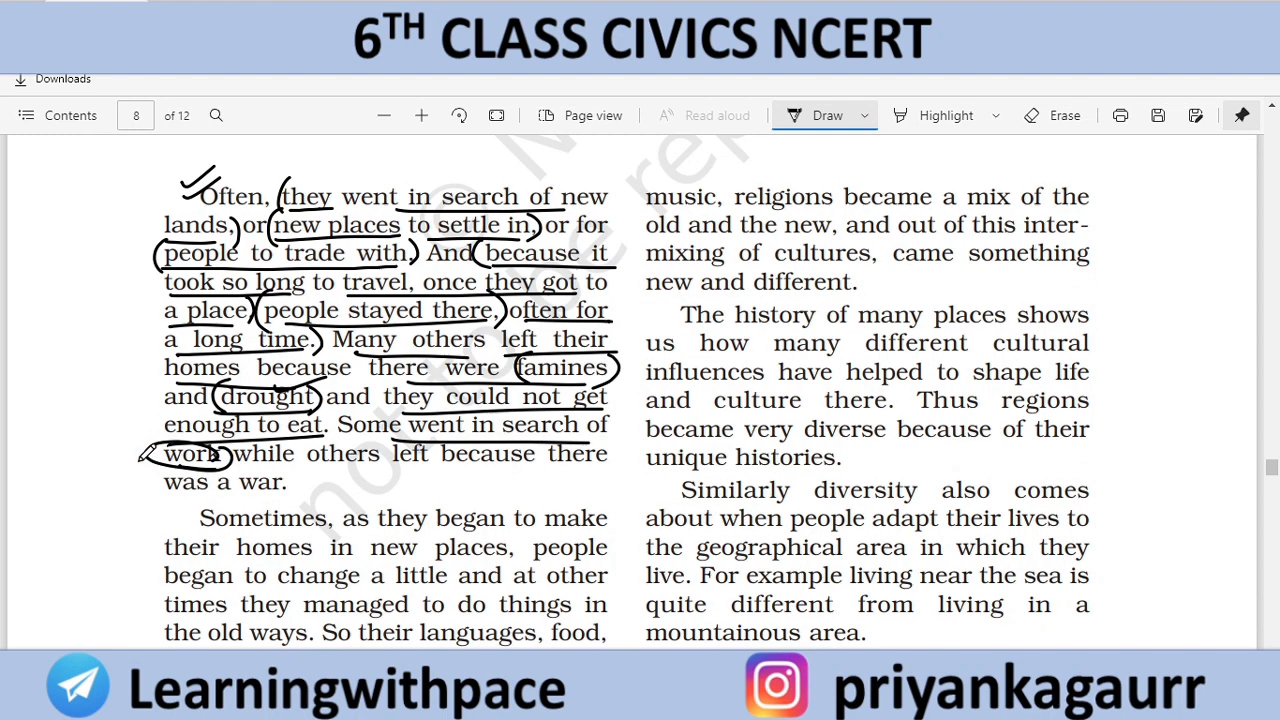 6TH CLASS CIVICS NCERT
Downloads
Contents 8 of 12 Page view Read aloud Draw Highlight Erase
Often, they went in search of new
lands, or new places to settle in, or for
people to trade with. And because it
took so long to travel, once they got to
a place, people stayed there, often for
a long time. Many others left their
homes because there were famines
and drought and they could not get
enough to eat. Some went in search of
work while others left because there
was a war.
Sometimes, as they began to make
their homes in new places, people
began to change a little and at other
times they managed to do things in
the old ways. So their languages, food,
music, religions became a mix of the
old and the new, and out of this inter-
mixing of cultures, came something
new and different.
The history of many places shows
us how many different cultural
influences have helped to shape life
and culture there. Thus regions
became very diverse because of their
unique histories.
Similarly diversity also comes
about when people adapt their lives to
the geographical area in which they
live. For example living near the sea is
quite different from living in a
mountainous area.
not to be rep
© N
Learningwithpace priyankagaurr